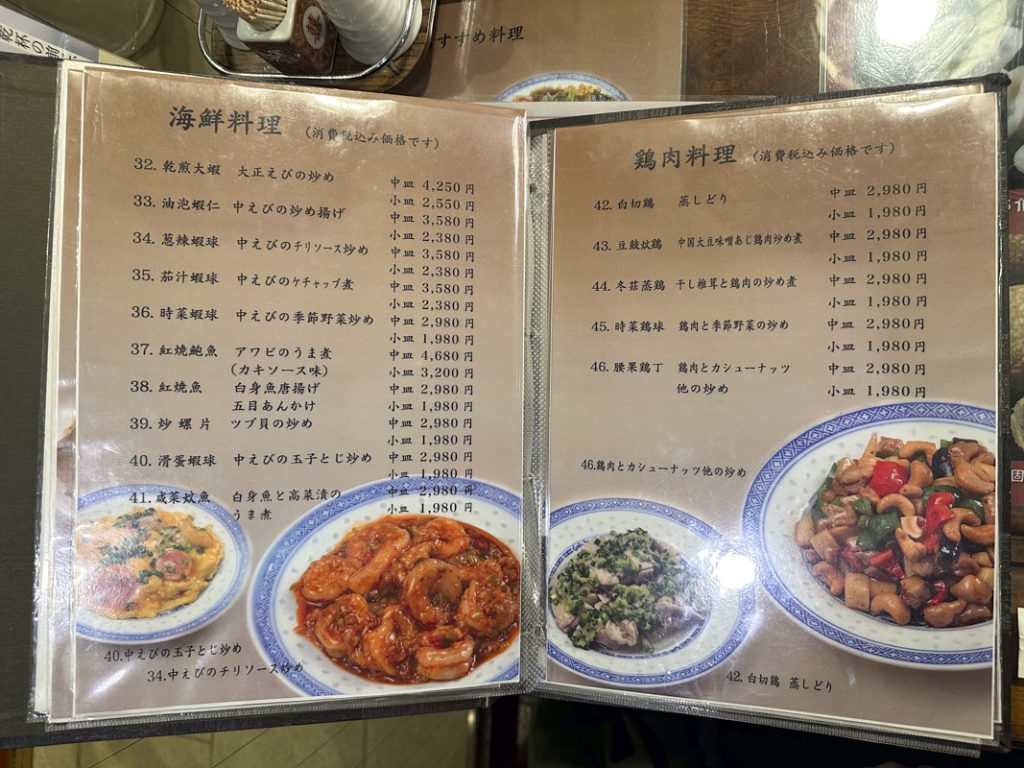 乾杯の前に
すすめ料理
海鮮料理 (消費税込み価格です)
32. 乾煎大蝦 大正えびの炒め 中皿 4,250円
小皿 2,550円
33. 油泡蝦仁 中えびの炒め揚げ 中皿 3,580円
小皿 2,380円
34. 葱辣蝦球 中えびのチリソース炒め 中皿 3,580円
小皿 2,380円
35. 茄汁蝦球 中えびのケチャップ煮 中皿 3,580円
小皿 2,380円
36. 時菜蝦球 中えびの季節野菜炒め 中皿 2,980円
小皿 1,980円
37. 紅焼鮑魚 アワビのうま煮 中皿 4,680円
(カキソース味) 小皿 3,200円
38. 紅焼魚 白身魚唐揚げ 中皿 2,980円
五目あんかけ 小皿 1,980円
39. 炒螺片 ツブ貝の炒め 中皿 2,980円
小皿 1,980円
40. 滑蛋蝦球 中えびの玉子とじ炒め 中皿 2,980円
小皿 1,980円
41. 咸菜炆魚 白身魚と高菜漬の 中皿 2,980円
うま煮 小皿 1,980円
40.中えびの玉子とじ炒め
34.中えびのチリソース炒め
鶏肉料理 (消費税込み価格です)
42. 白切鶏 蒸しどり 中皿 2,980円
小皿 1,980円
43. 豆鼓炆鶏 中国大豆味噌あじ鶏肉炒め煮 中皿 2,980円
小皿 1,980円
44. 冬菇蒸鶏 干し椎茸と鶏肉の炒め煮 中皿 2,980円
小皿 1,980円
45. 時菜鶏球 鶏肉と季節野菜の炒め 中皿 2,980円
小皿 1,980円
46. 腰果鶏丁 鶏肉とカシューナッツ 中皿 2,980円
他の炒め 小皿 1,980円
46.鶏肉とカシューナッツ他の炒め
42. 白切鶏 蒸しどり